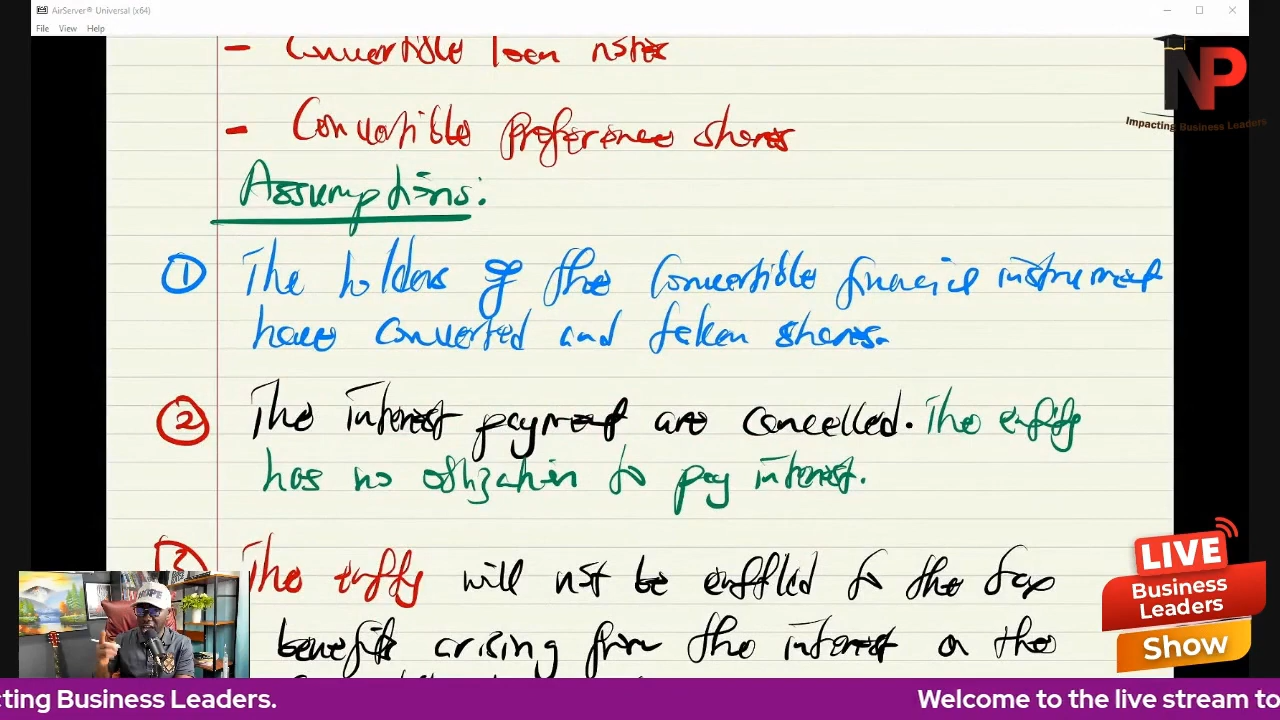 AirServer® Universal (x64)
File View Help
- Convertible loan notes
- Convertible preference shares
Assumptions:
NP
Impacting Business Leaders
① The holders of the convertible financial instrument
have converted and taken shares.
② The interest payment are cancelled. The entity
has no obligation to pay interest.
③ The entity will not be entitled to the tax
benefits arising from the interest on the
LIVE
Business
Leaders
Show
cting Business Leaders.
Welcome to the live stream to